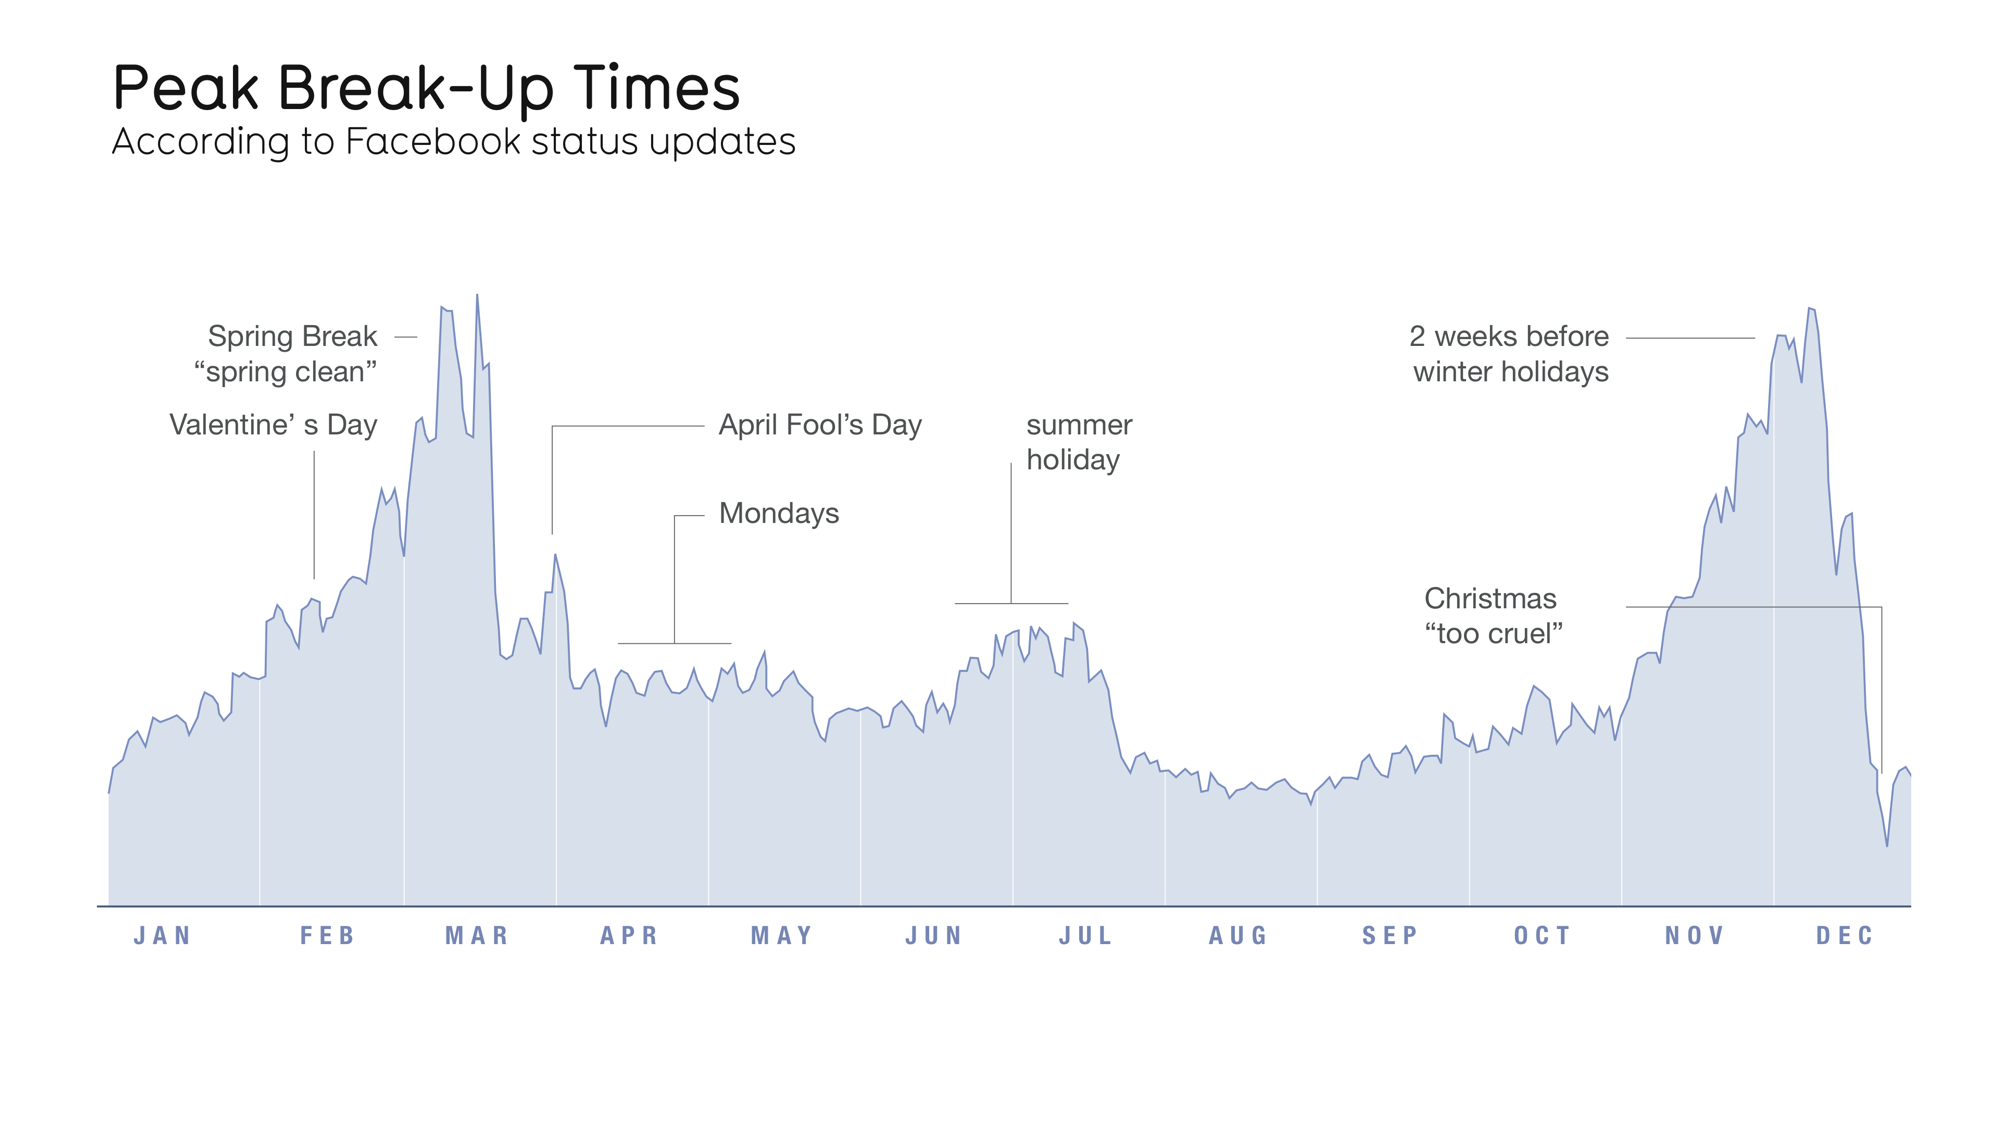 Peak Break-Up Times
According to Facebook status updates
Spring Break
“spring clean”
Valentine’ s Day
April Fool’s Day
Mondays
summer
holiday
2 weeks before
winter holidays
Christmas
“too cruel”
JAN FEB MAR APR MAY JUN JUL AUG SEP OCT NOV DEC